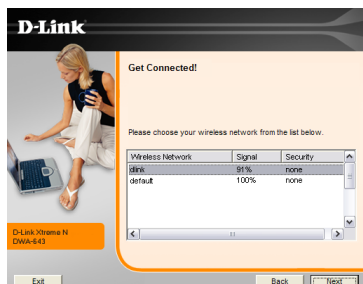 D-Link
Get Connected!
Please choose your wireless network from the list below.
Wireless Network Signal Security
dlink 91% none
default 100% none
D-Link Xtreme N
DWA-643
Exit Back Next